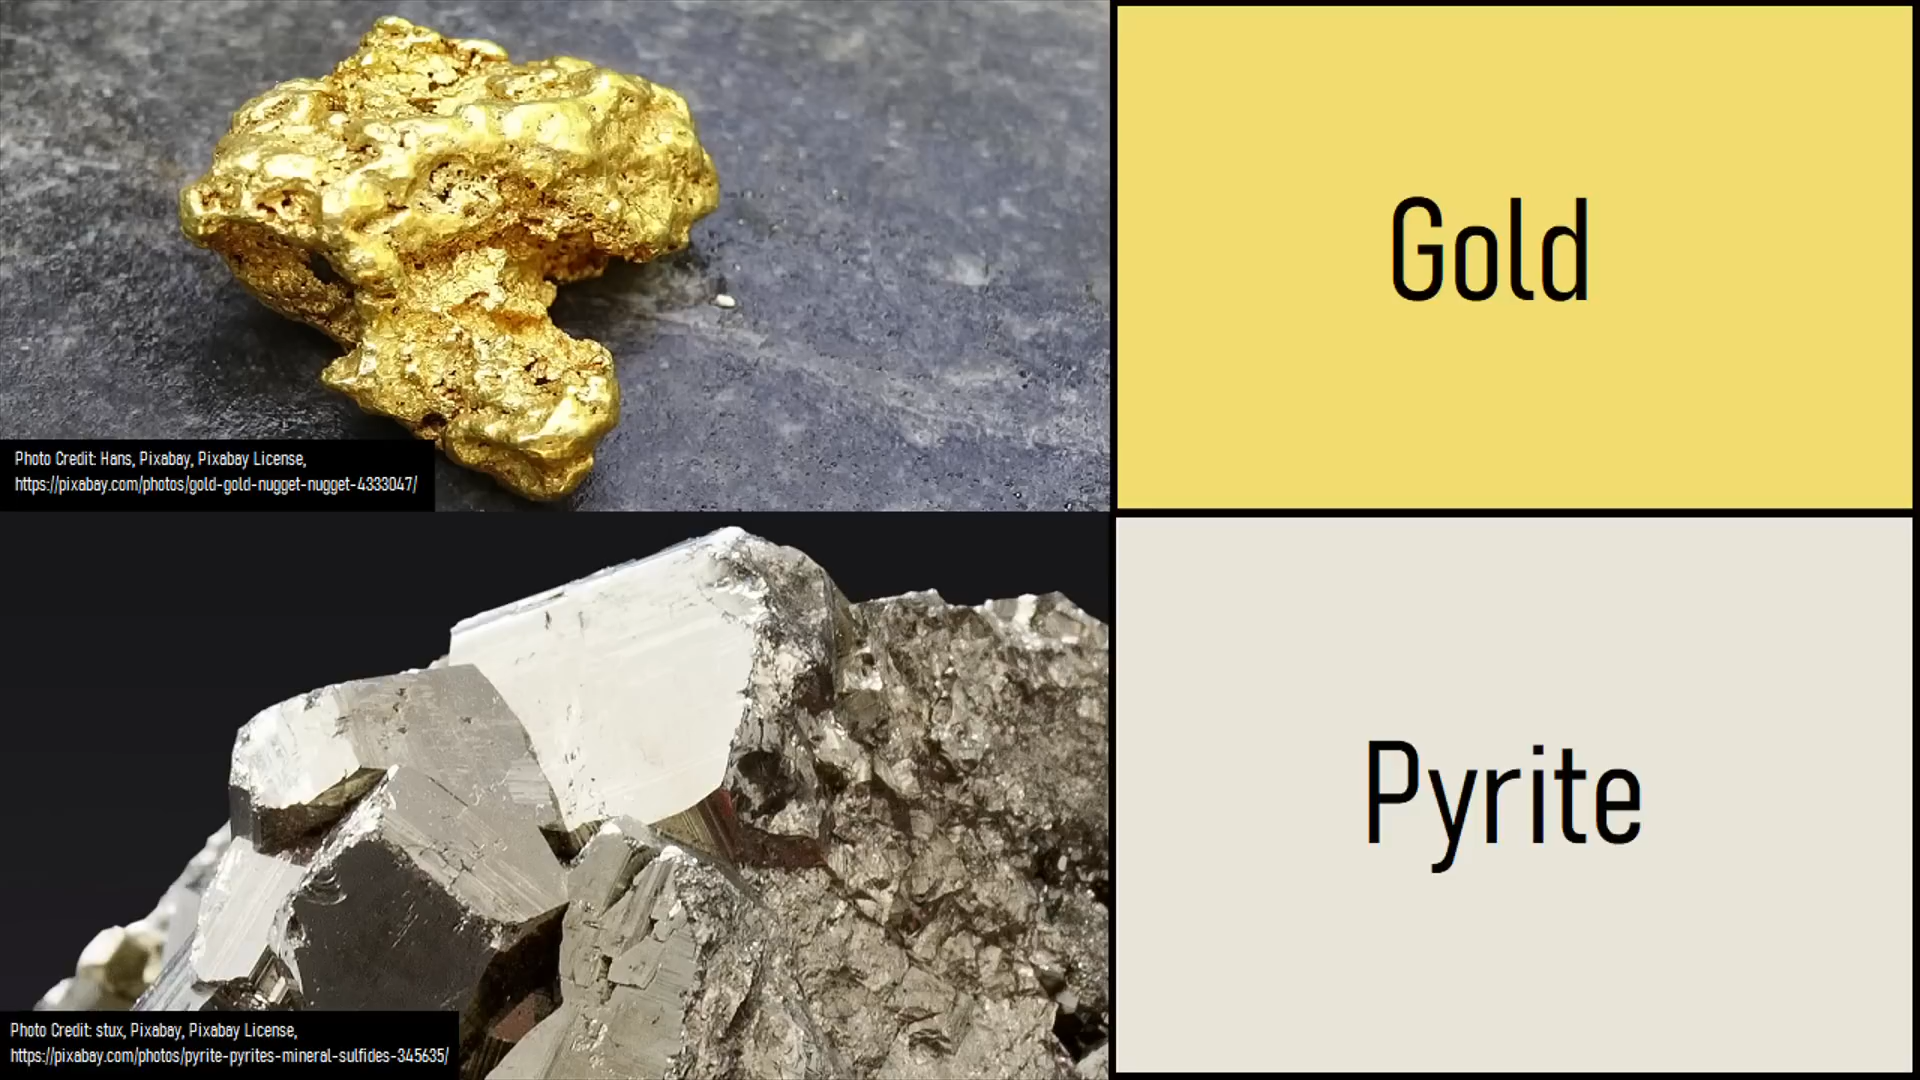 Gold
Photo Credit: Hans, Pixabay, Pixabay License,
https://pixabay.com/photos/gold-gold-nugget-nugget-4333047/
Pyrite
Photo Credit: stux, Pixabay, Pixabay License,
https://pixabay.com/photos/pyrite-pyrites-mineral-sulfides-345635/